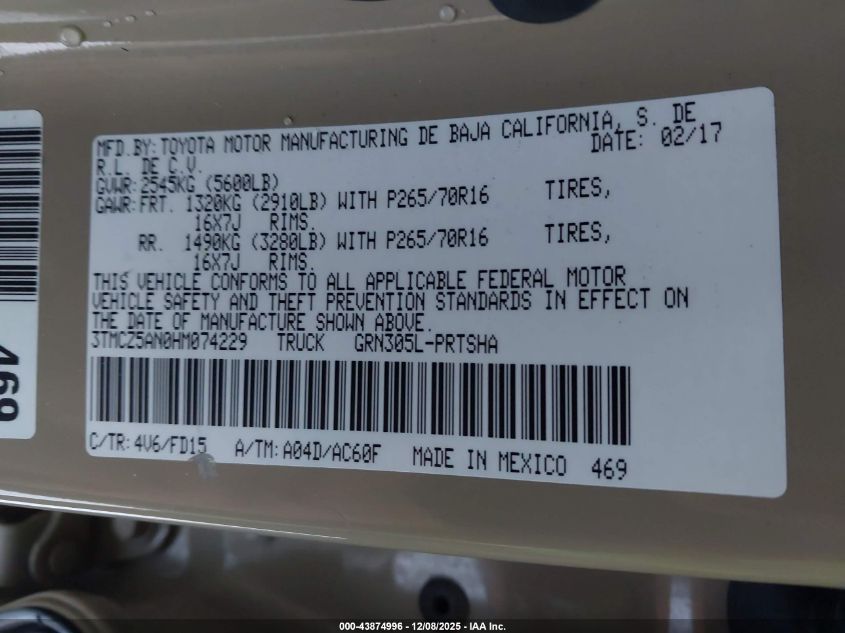 MFD.BY:TOYOTA MOTOR MANUFACTURING DE BAJA CALIFORNIA, S. DE
R.L. DE C.V. DATE: 02/17
GVWR:2545KG (5600LB)
GAWR:FRT. 1320KG (2910LB) WITH P265/70R16 TIRES,
16X7J RIMS.
RR. 1490KG (3280LB) WITH P265/70R16 TIRES,
16X7J RIMS.
THIS VEHICLE CONFORMS TO ALL APPLICABLE FEDERAL MOTOR
VEHICLE SAFETY AND THEFT PREVENTION STANDARDS IN EFFECT ON
THE DATE OF MANUFACTURE SHOWN ABOVE.
3TMCZ5AN0HM074229 TRUCK GRN305L-PRTSHA
C/TR:4V6/FD15 A/TM:A04D/AC60F MADE IN MEXICO 469
469
000-43874996 - 12/08/2025 - IAA Inc.